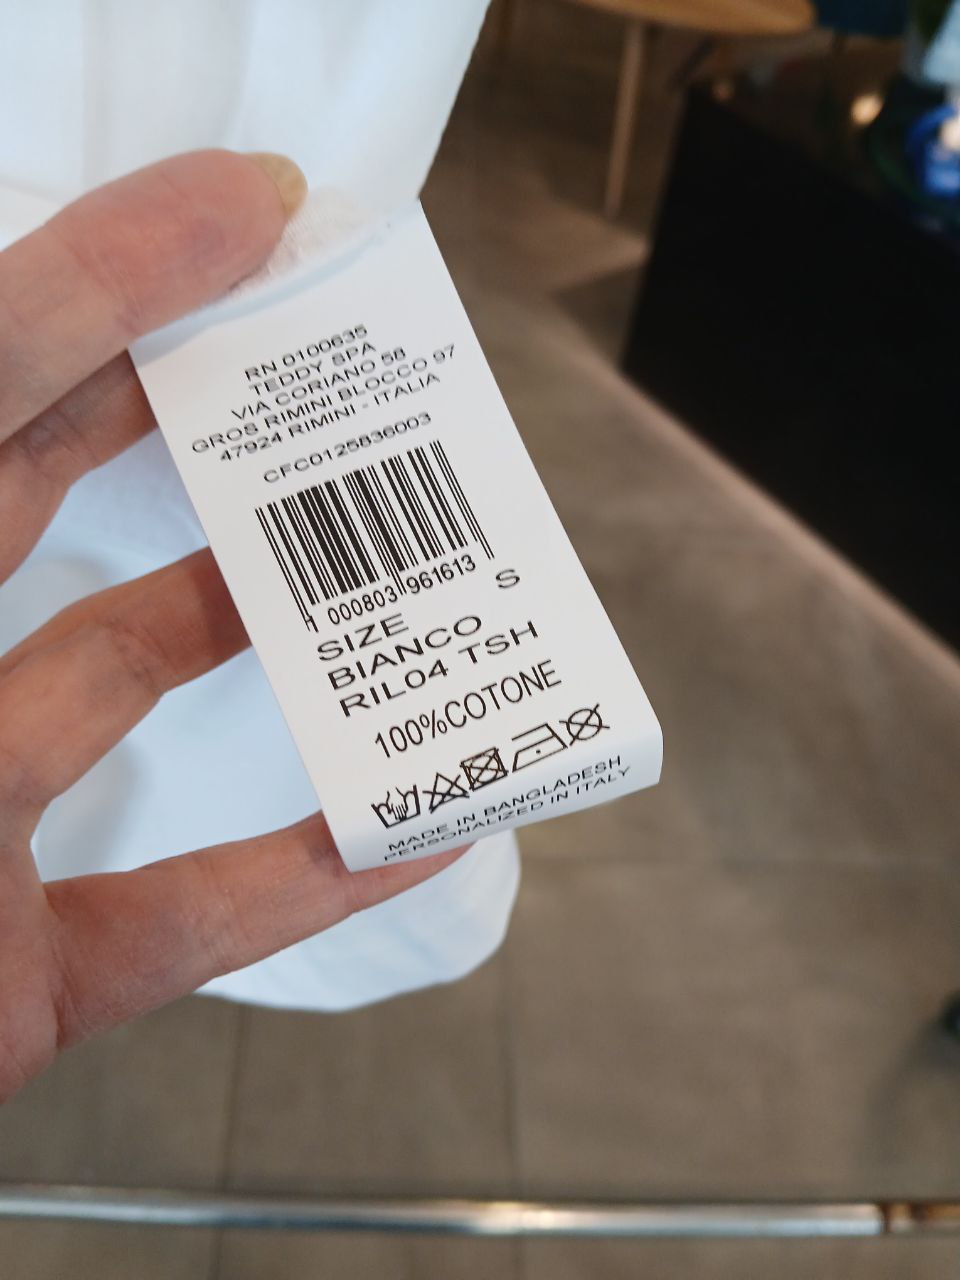 RN 0100635
TEDDY SPA
VIA CORIANO 58
GROS RIMINI BLOCCO 97
47924 RIMINI - ITALIA
CFC0125836003
1 000803 961613
SIZE S
BIANCO
RIL04 TSH
100%COTONE
MADE IN BANGLADESH
PERSONALIZED IN ITALY